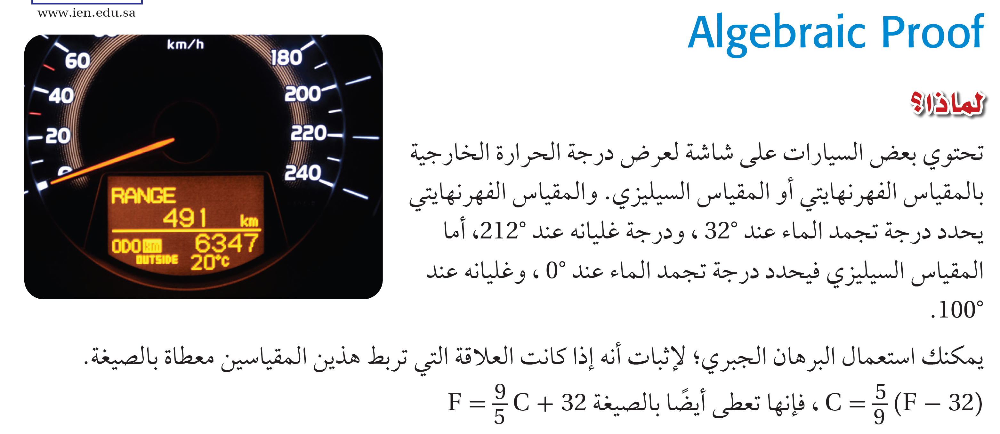 www.ien.edu.sa
Algebraic Proof
لماذا؟
تحتوي بعض السيارات على شاشة لعرض درجة الحرارة الخارجية
بالمقياس الفهرنهايتي أو المقياس السيليزي. والمقياس الفهرنهايتي
يحدد درجة تجمد الماء عند °32 ، ودرجة غليانه عند °212، أما
المقياس السيليزي فيحدد درجة تجمد الماء عند °0 ، وغليانه عند
°100.
يمكنك استعمال البرهان الجبري؛ لإثبات أنه إذا كانت العلاقة التي تربط هذين المقياسين معطاة بالصيغة.
C = 5/9 (F − 32) ، فإنها تعطى أيضًا بالصيغة F = 9/5 C + 32
km/h
60
180
40
200
20
220
0
240
RANGE
491 km
ODO km 6347
OUTSIDE 20°C